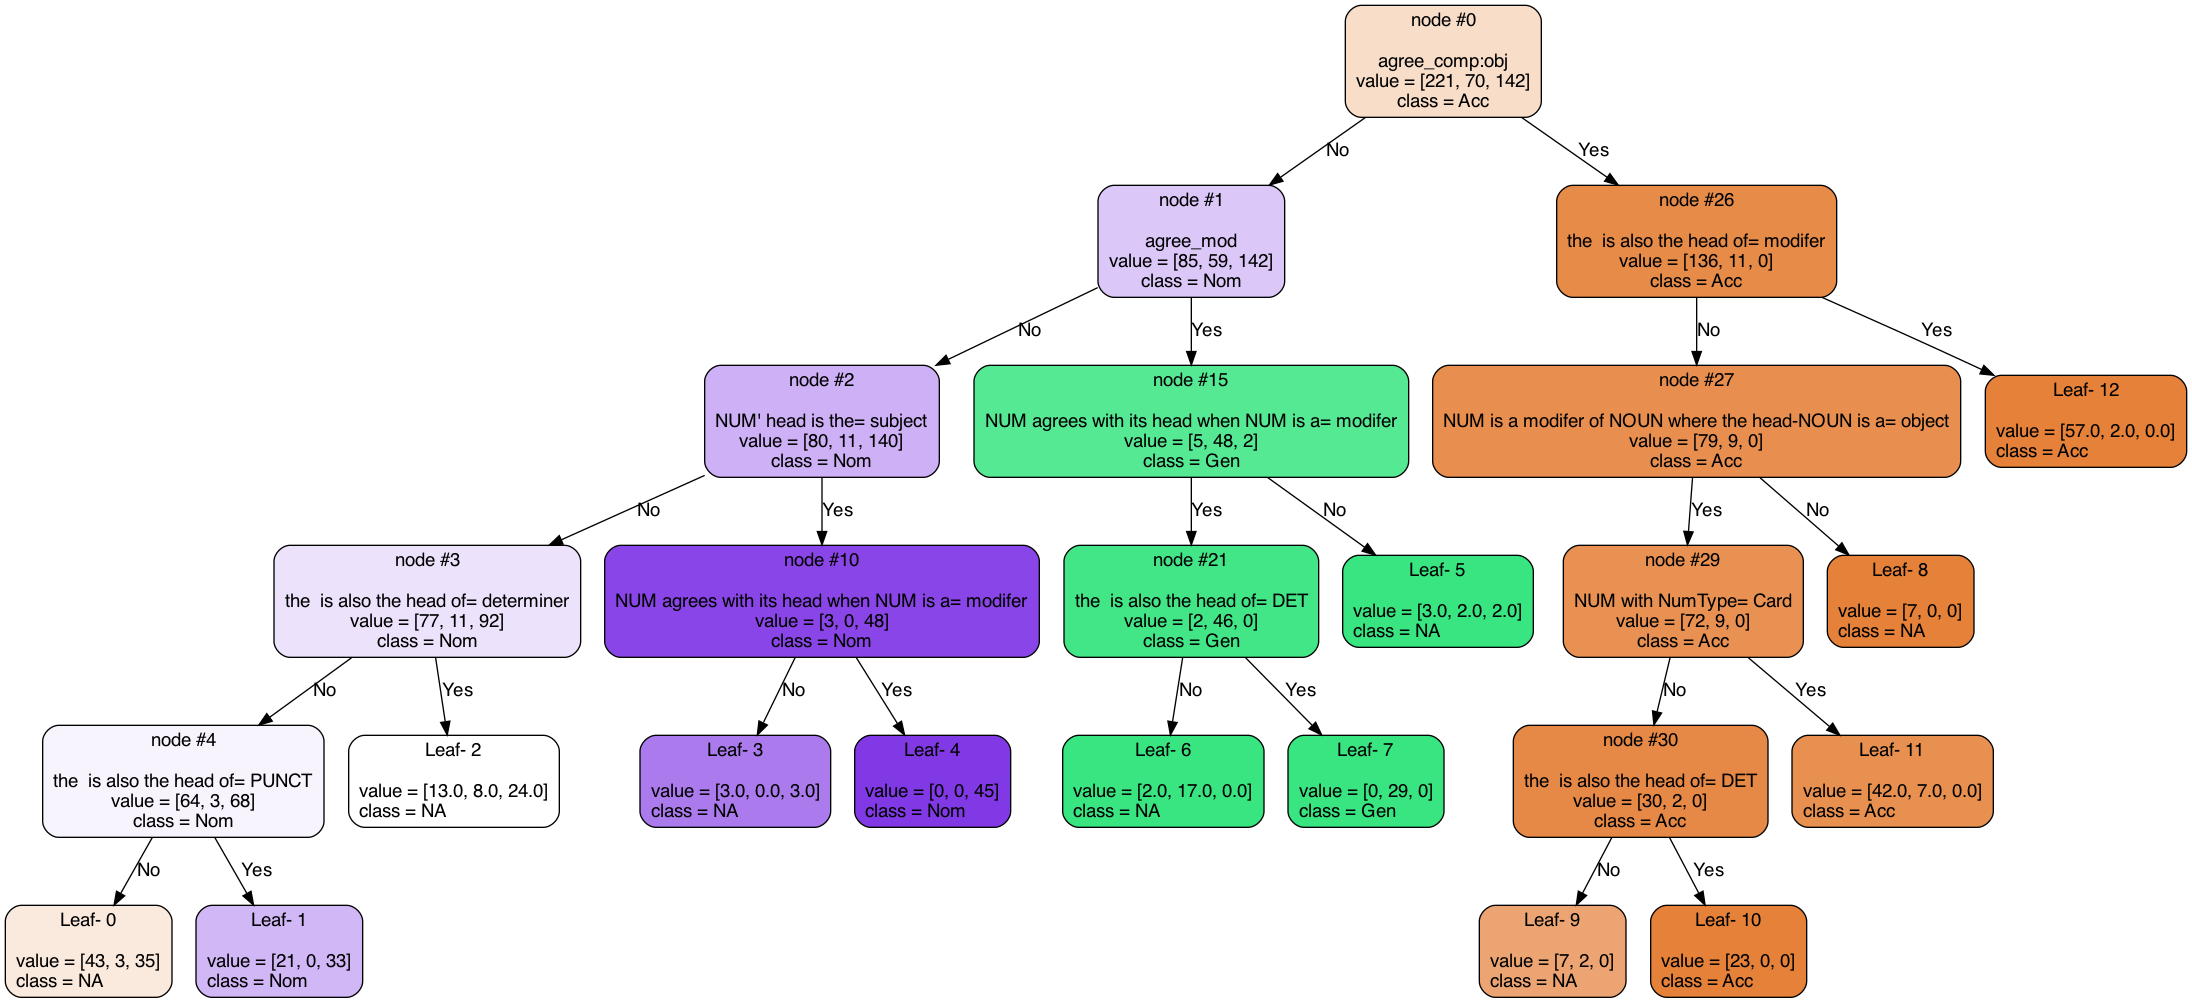 node #0
agree_comp:obj
value = [221, 70, 142]
class = Acc
No
Yes
node #1
agree_mod
value = [85, 59, 142]
class = Nom
node #26
the  is also the head of= modifer
value = [136, 11, 0]
class = Acc
No
Yes
No
Yes
node #2
NUM' head is the= subject
value = [80, 11, 140]
class = Nom
node #15
NUM agrees with its head when NUM is a= modifer
value = [5, 48, 2]
class = Gen
node #27
NUM is a modifer of NOUN where the head-NOUN is a= object
value = [79, 9, 0]
class = Acc
Leaf- 12
value = [57.0, 2.0, 0.0]
class = Acc
No
Yes
Yes
No
Yes
No
node #3
the  is also the head of= determiner
value = [77, 11, 92]
class = Nom
node #10
NUM agrees with its head when NUM is a= modifer
value = [3, 0, 48]
class = Nom
node #21
the  is also the head of= DET
value = [2, 46, 0]
class = Gen
Leaf- 5
value = [3.0, 2.0, 2.0]
class = NA
node #29
NUM with NumType= Card
value = [72, 9, 0]
class = Acc
Leaf- 8
value = [7, 0, 0]
class = NA
No
Yes
No
Yes
No
Yes
No
Yes
node #4
the  is also the head of= PUNCT
value = [64, 3, 68]
class = Nom
Leaf- 2
value = [13.0, 8.0, 24.0]
class = NA
Leaf- 3
value = [3.0, 0.0, 3.0]
class = NA
Leaf- 4
value = [0, 0, 45]
class = Nom
Leaf- 6
value = [2.0, 17.0, 0.0]
class = NA
Leaf- 7
value = [0, 29, 0]
class = Gen
node #30
the  is also the head of= DET
value = [30, 2, 0]
class = Acc
Leaf- 11
value = [42.0, 7.0, 0.0]
class = Acc
No
Yes
No
Yes
Leaf- 0
value = [43, 3, 35]
class = NA
Leaf- 1
value = [21, 0, 33]
class = Nom
Leaf- 9
value = [7, 2, 0]
class = NA
Leaf- 10
value = [23, 0, 0]
class = Acc